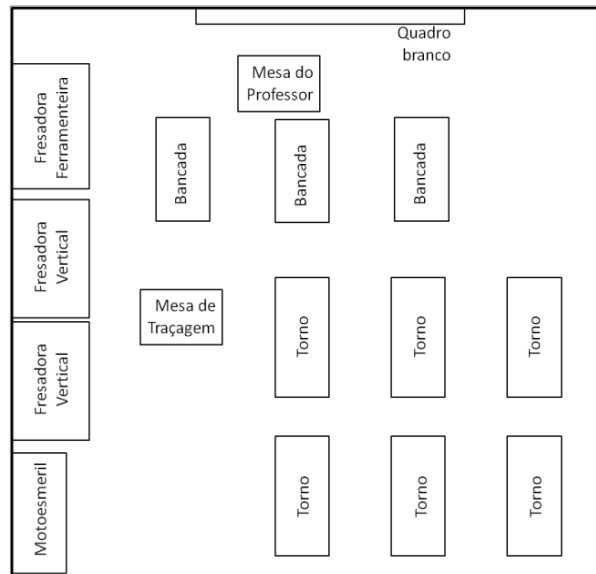 Quadro
branco
Mesa do
Professor
Fresadora
Ferramenteira
Bancada
Bancada
Bancada
Fresadora
Vertical
Mesa de
Traçagem
Torno
Torno
Torno
Fresadora
Vertical
Motoesmeril
Torno
Torno
Torno